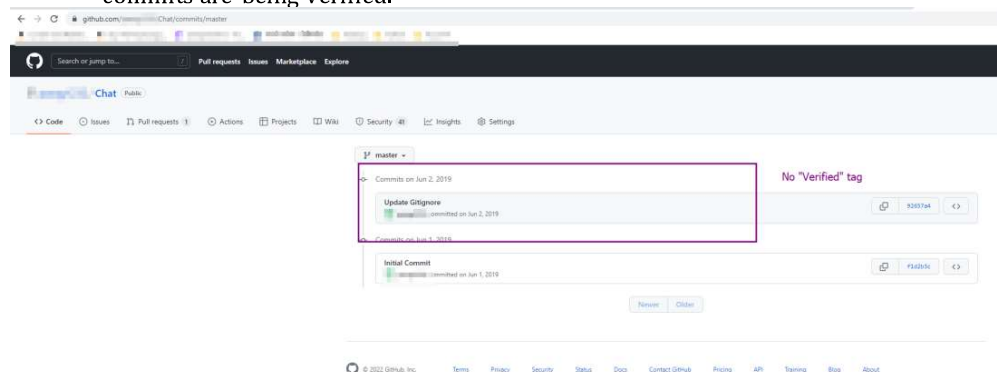 commits are being verified.
github.com/ Chat/commits/master
Search or jump to... / Pull requests Issues Marketplace Explore
Chat Public
<> Code Issues Pull requests 1 Actions Projects Wiki Security 41 Insights Settings
master
Commits on Jun 2, 2019
No "Verified" tag
Update Gitignore
committed on Jun 2, 2019
Commits on Jun 1, 2019
Initial Commit
committed on Jun 1, 2019
Newer Older
© 2022 GitHub, Inc. Terms Privacy Security Status Docs Contact GitHub Pricing API Training Blog About